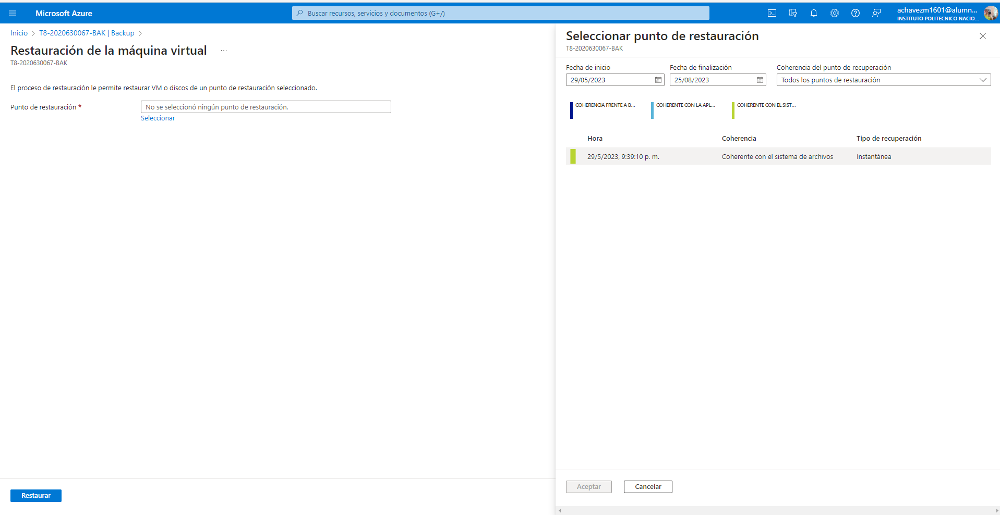 Microsoft Azure
Buscar recursos, servicios y documentos (G+/)
achavezm1601@alumn...
INSTITUTO POLITECNICO NACIO...
Inicio > T8-2020630067-BAK | Backup >
Restauración de la máquina virtual ...
T8-2020630067-BAK
El proceso de restauración le permite restaurar VM o discos de un punto de restauración seleccionado.
Punto de restauración *
No se seleccionó ningún punto de restauración.
Seleccionar
Restaurar
Seleccionar punto de restauración
T8-2020630067-BAK
Fecha de inicio Fecha de finalización Coherencia del punto de recuperación
29/05/2023 25/08/2023 Todos los puntos de restauración
COHERENCIA FRENTE A B... COHERENTE CON LA APL... COHERENTE CON EL SIST...
Hora Coherencia Tipo de recuperación
29/5/2023, 9:39:10 p. m. Coherente con el sistema de archivos Instantánea
Aceptar Cancelar